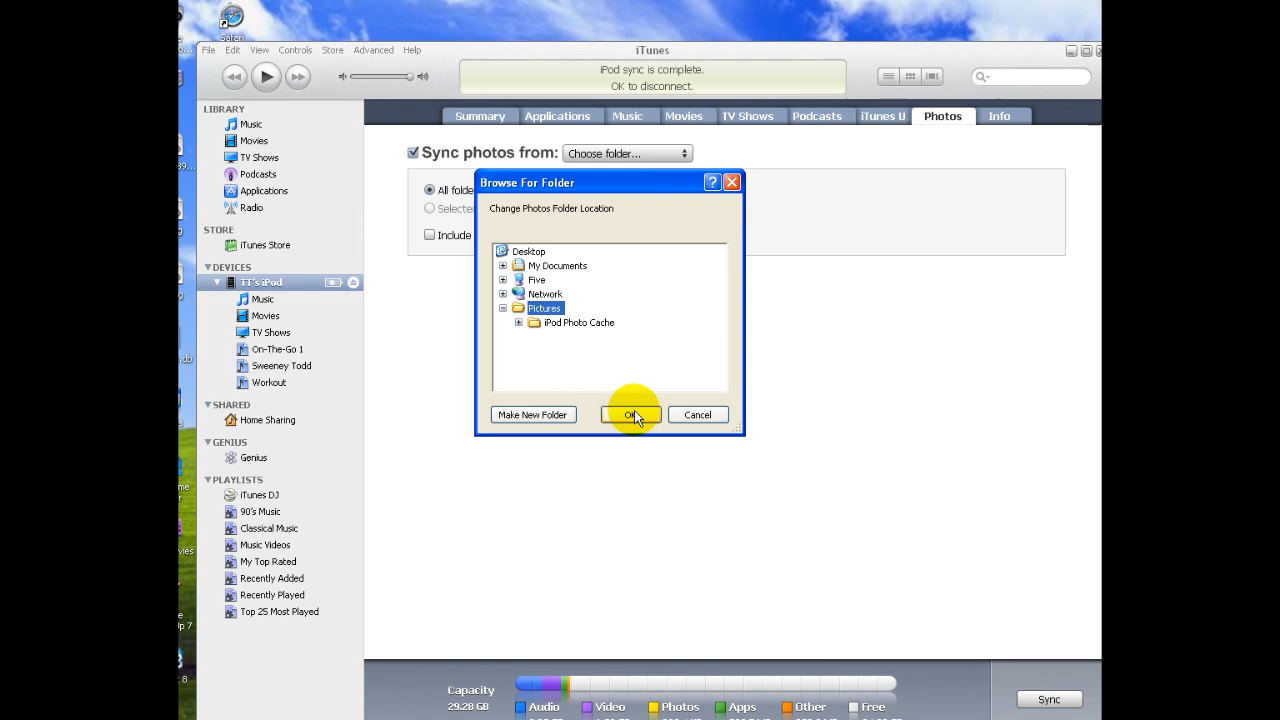 Safari
File Edit View Controls Store Advanced Help
iTunes
iPod sync is complete.
OK to disconnect.
LIBRARY
Music
Movies
TV Shows
Podcasts
Applications
Radio
STORE
iTunes Store
DEVICES
TT's iPod
Music
Movies
TV Shows
On-The-Go 1
Sweeney Todd
Workout
SHARED
Home Sharing
GENIUS
Genius
PLAYLISTS
iTunes DJ
90's Music
Classical Music
Music Videos
My Top Rated
Recently Added
Recently Played
Top 25 Most Played
Summary Applications Music Movies TV Shows Podcasts iTunes U Photos Info
Sync photos from: Choose folder...
All folde
Selecte
Include
Browse For Folder
Change Photos Folder Location
Desktop
My Documents
Five
Network
Pictures
iPod Photo Cache
Make New Folder OK Cancel
Capacity
29.28 GB
Audio Video Photos Apps Other Free
Sync